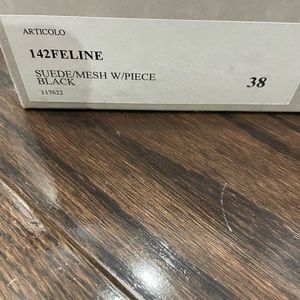 ARTICOLO
142FELINE
SUEDE/MESH W/PIECE
BLACK
38
117622